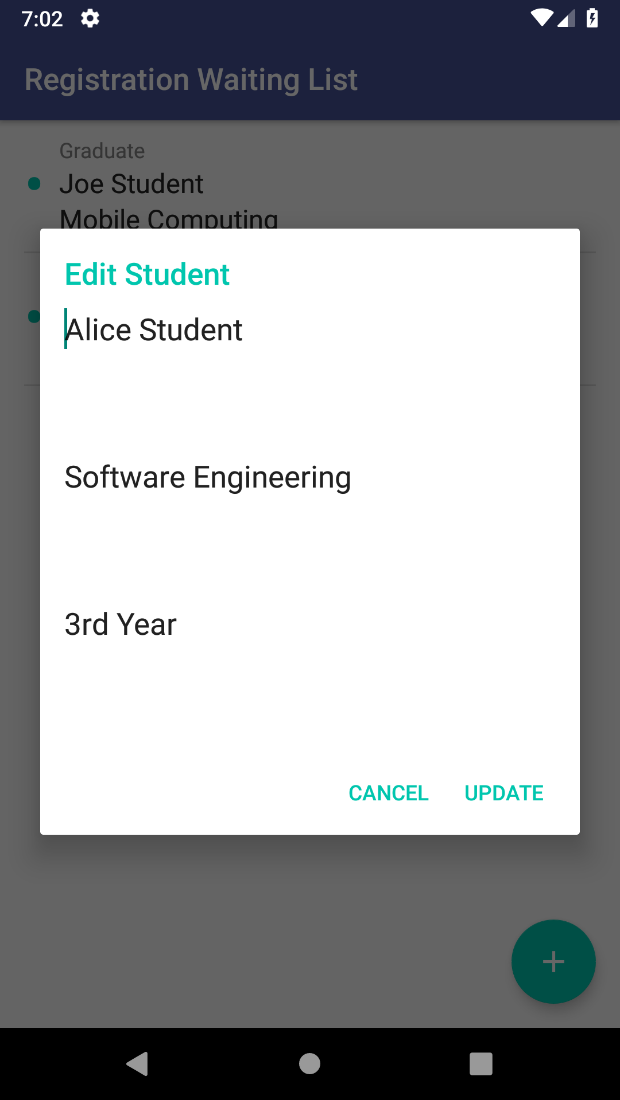 7:02
Registration Waiting List
Graduate
Joe Student
Mobile Computing
Edit Student
Alice Student
Software Engineering
3rd Year
CANCEL UPDATE
+